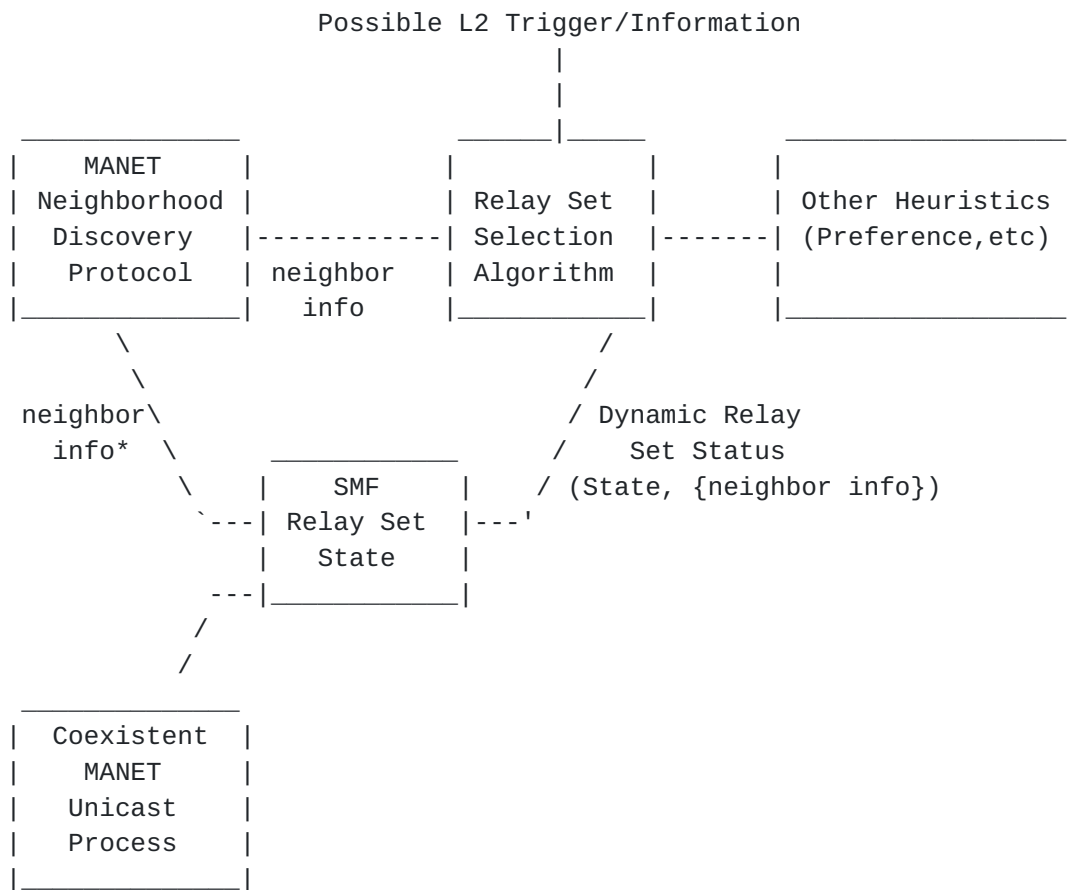 Possible L2 Trigger/Information
MANET
Neighborhood
Discovery
Protocol
neighbor
info
Relay Set
Selection
Algorithm
Other Heuristics
(Preference,etc)
neighbor
info*
Dynamic Relay
Set Status
(State, {neighbor info})
SMF
Relay Set
State
Coexistent
MANET
Unicast
Process